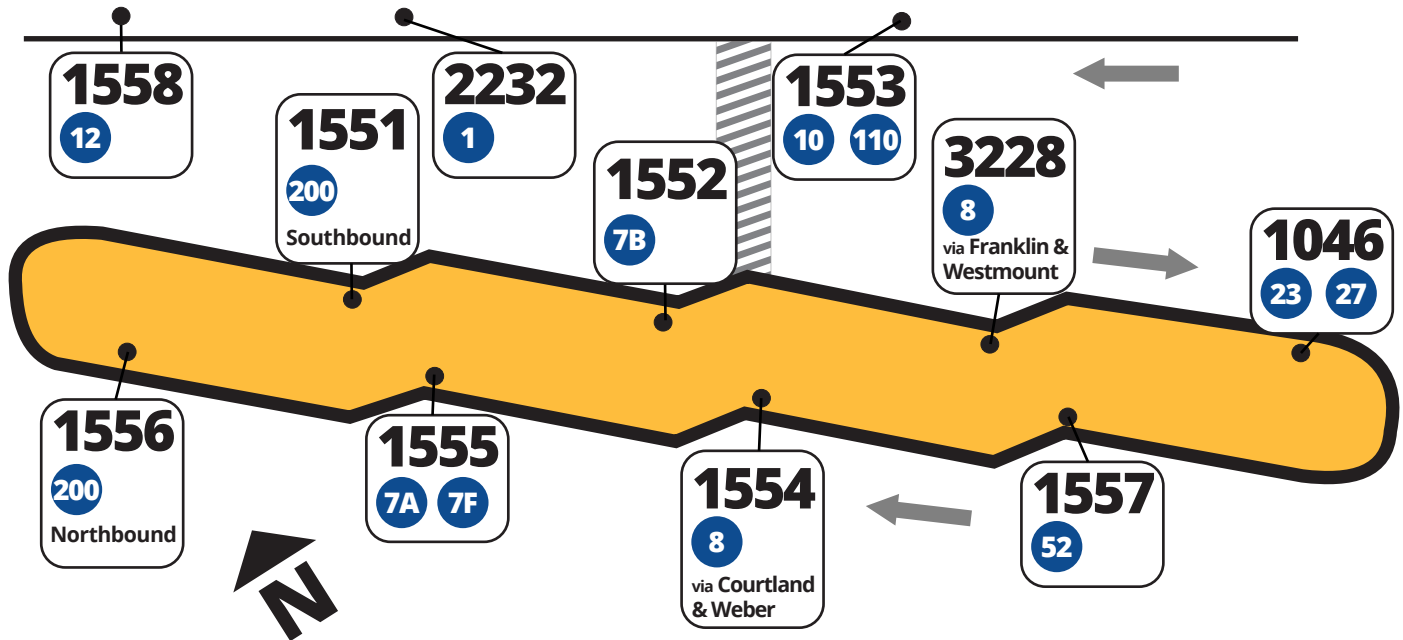 1558
12
2232
1
1553
10 110
1551
200
Southbound
1552
7B
3228
8
via Franklin &
Westmount
1046
23 27
1556
200
Northbound
1555
7A 7F
1554
8
via Courtland
& Weber
1557
52
N